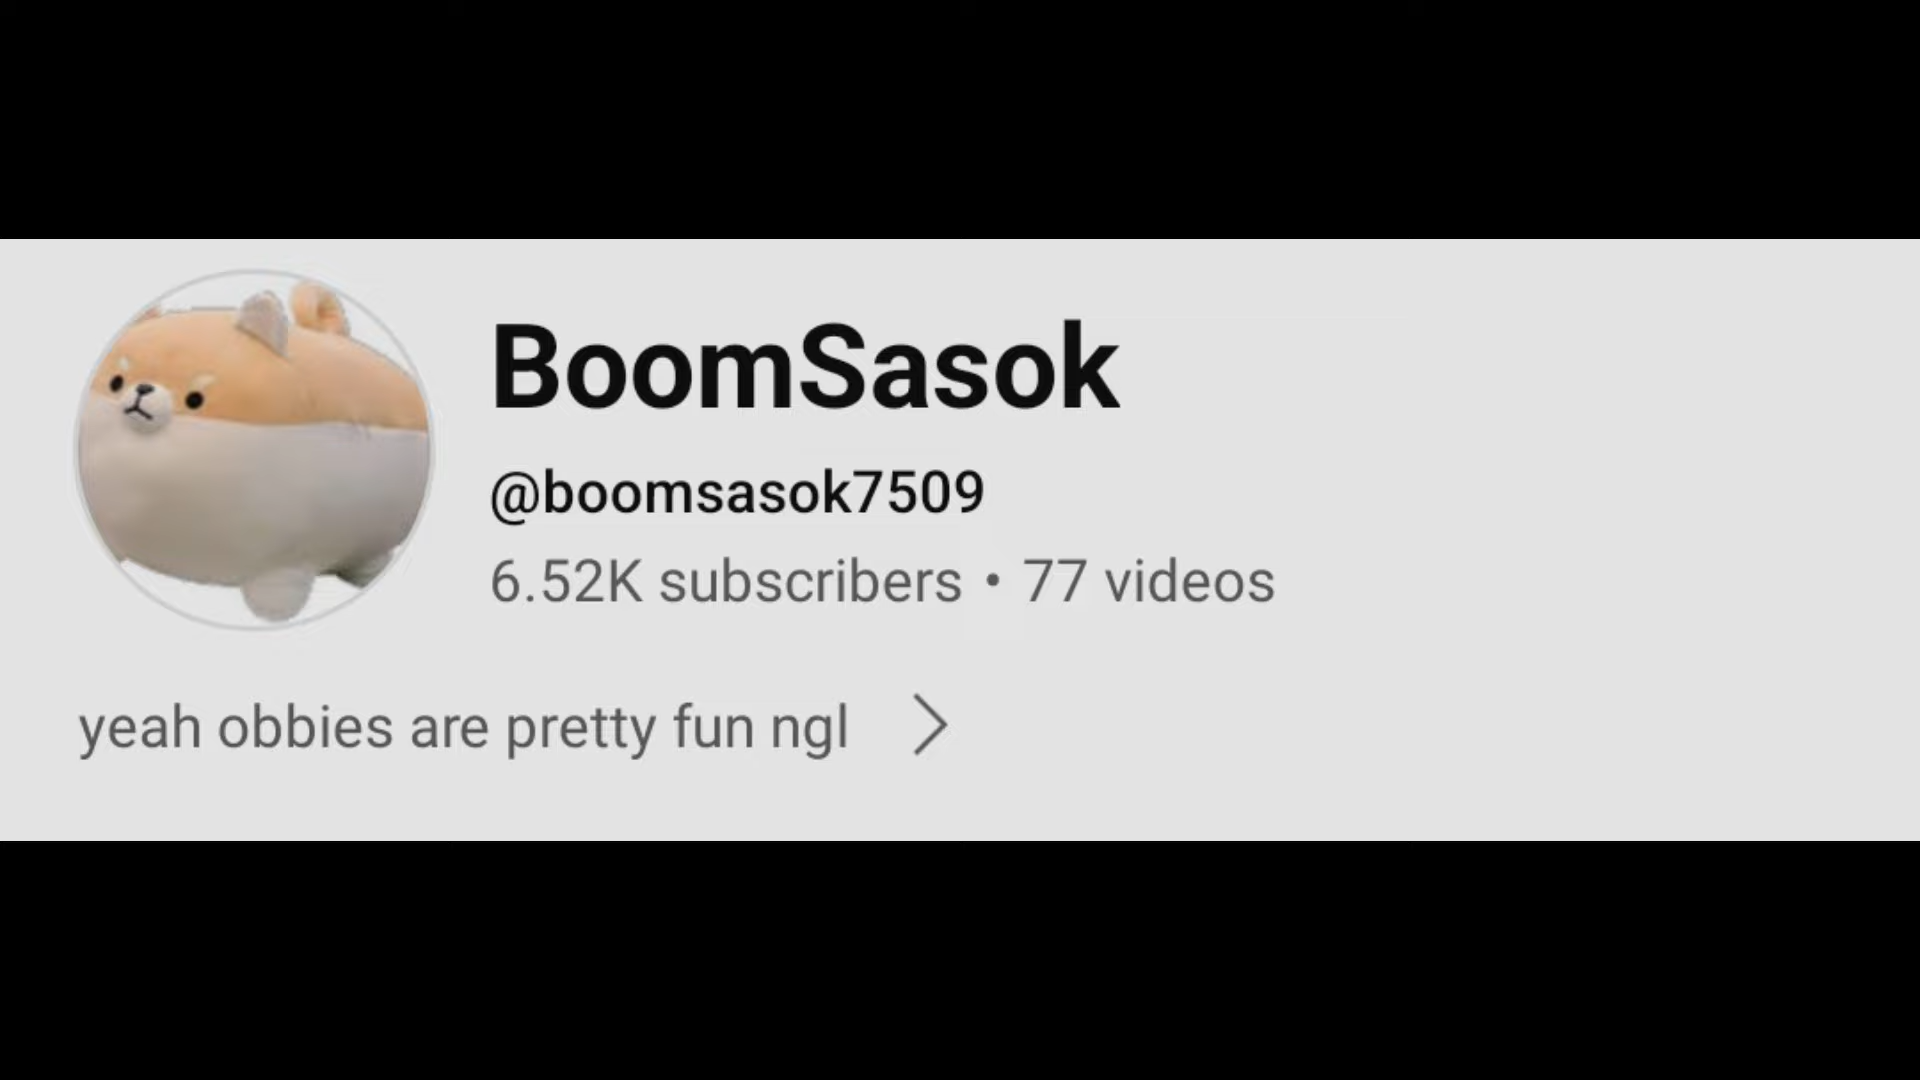 BoomSasok
@boomsasok7509
6.52K subscribers • 77 videos
yeah obbies are pretty fun ngl